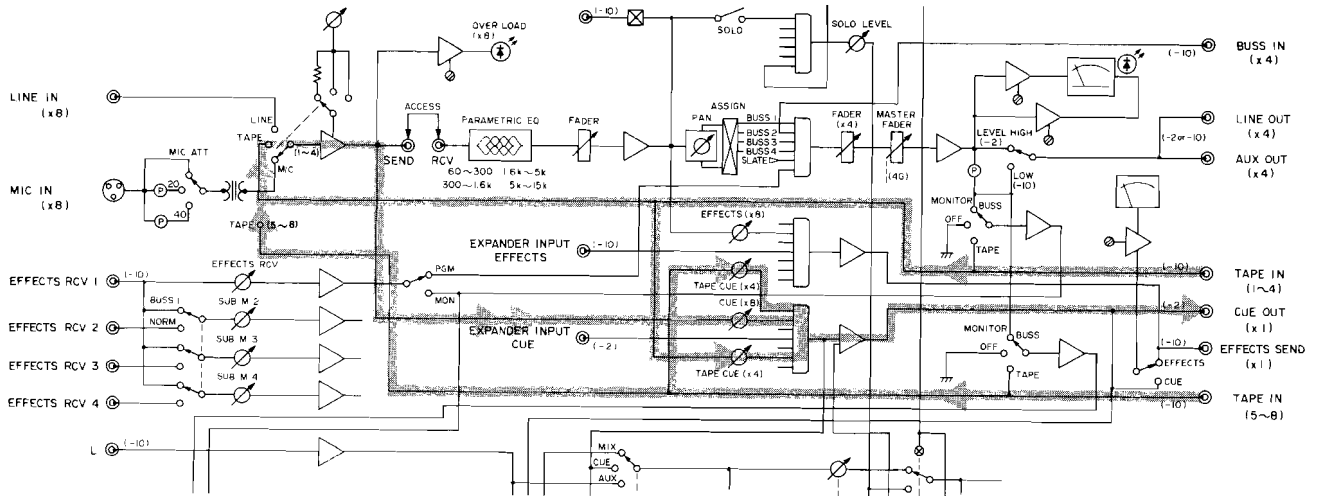 (-10)
SOLO
SOLO LEVEL
OVER LOAD
(x8)
(-10)
BUSS IN
(x 4)
LINE IN
(x8)
ACCESS
ASSIGN
LINE
TAPE
PARAMETRIC EQ
FADER
PAN
BUSS 1
BUSS 2
BUSS 3
BUSS 4
SLATE
FADER
(x4)
MASTER
FADER
LEVEL HIGH
(-2)
(-2 or -10)
LINE OUT
(x 4)
MIC ATT
(1~4)
MIC
SEND
RCV
60~300
1.6k~5k
300~1.6k
5k~15k
(4G)
P
LOW
(-10)
AUX OUT
(x 4)
MIC IN
(x8)
P
20
40
P
TAPE
(5~8)
EFFECTS (x8)
MONITOR
BUSS
OFF
TAPE
EXPANDER INPUT
EFFECTS
(-10)
EFFECTS RCV 1
(-10)
EFFECTS RCV
PGM
MON
TAPE CUE (x4)
CUE (x8)
(-10)
TAPE IN
(1~4)
BUSS 1
SUB M 2
NORM
EFFECTS RCV 2
EXPANDER INPUT
CUE
(-2)
(-2)
CUE OUT
(x 1)
SUB M 3
EFFECTS RCV 3
TAPE CUE (x4)
MONITOR
BUSS
OFF
TAPE
(-10)
EFFECTS
CUE
EFFECTS SEND
(x 1)
SUB M 4
EFFECTS RCV 4
(-10)
TAPE IN
(5~8)
L
(-10)
MIX
CUE
AUX